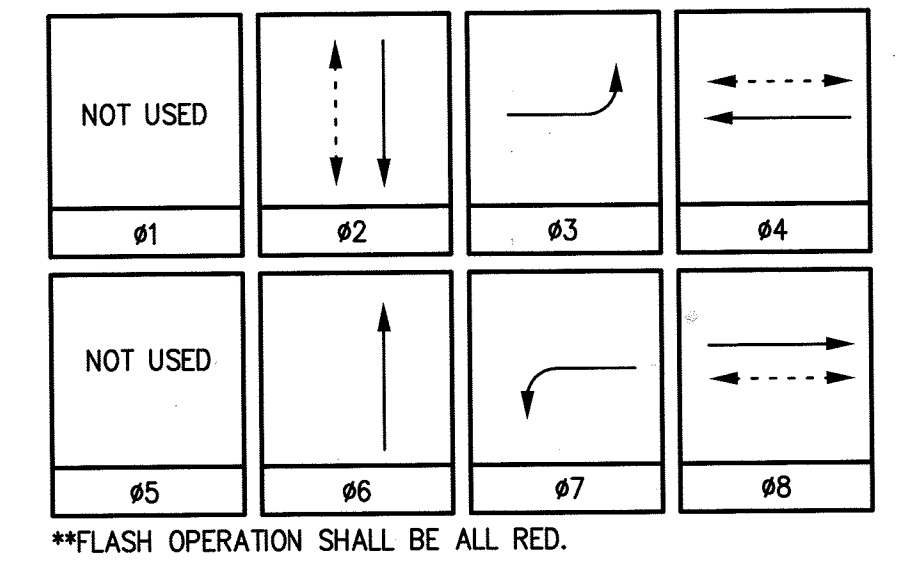 NOT USED
ø1
ø2
ø3
ø4
NOT USED
ø5
ø6
ø7
ø8
**FLASH OPERATION SHALL BE ALL RED.